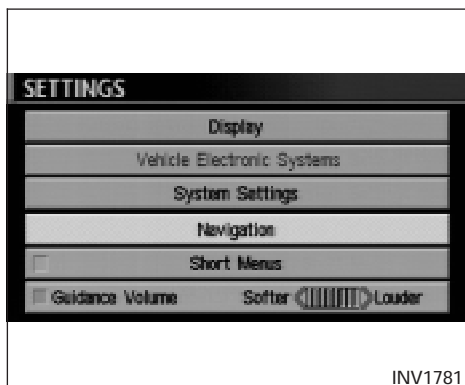 SETTINGS
Display
Vehicle Electronic Systems
System Settings
Navigation
Short Menus
Guidance Volume Softer Louder
INV1781